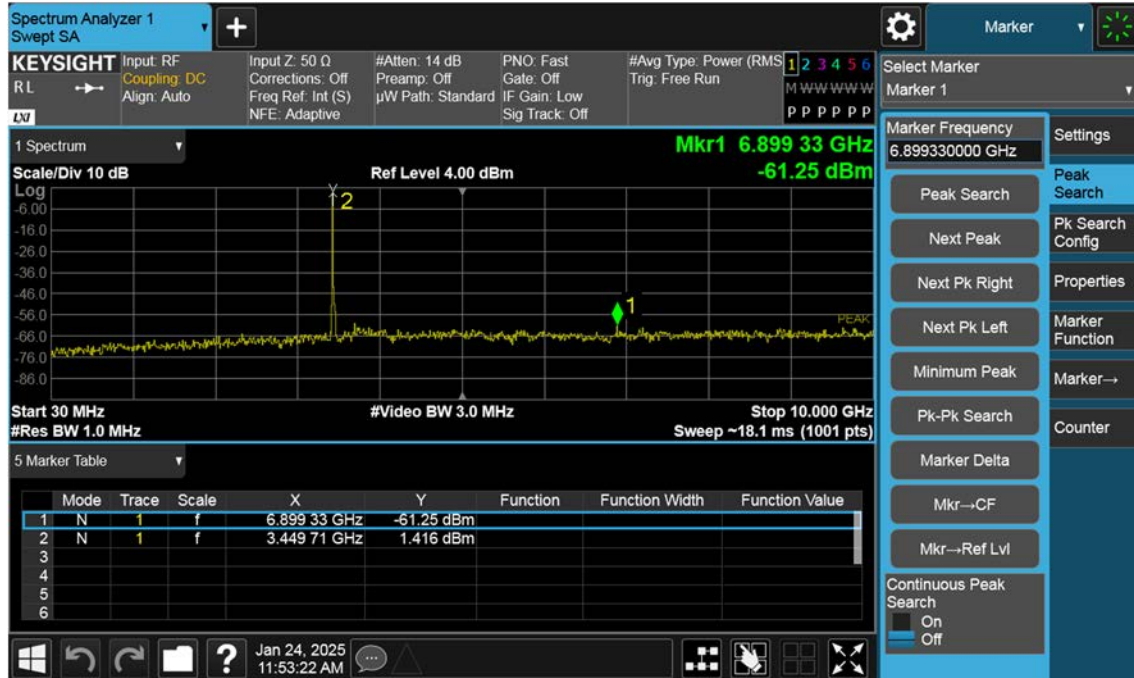 Spectrum Analyzer 1
Swept SA
+
Marker
KEYSIGHT
RL
LXI
Input: RF
Coupling: DC
Align: Auto
Input Z: 50 Ω
Corrections: Off
Freq Ref: Int (S)
NFE: Adaptive
#Atten: 14 dB
Preamp: Off
µW Path: Standard
PNO: Fast
Gate: Off
IF Gain: Low
Sig Track: Off
#Avg Type: Power (RMS
Trig: Free Run
1 2 3 4 5 6
M W W W W W
P P P P P P
Select Marker
Marker 1
1 Spectrum
Mkr1 6.899 33 GHz
Scale/Div 10 dB
Ref Level 4.00 dBm
-61.25 dBm
Log
-6.00
-16.0
-26.0
-36.0
-46.0
-56.0
-66.0
-76.0
-86.0
2
1
PEAK
Start 30 MHz
#Video BW 3.0 MHz
Stop 10.000 GHz
#Res BW 1.0 MHz
Sweep ~18.1 ms (1001 pts)
5 Marker Table
Mode Trace Scale X Y Function Function Width Function Value
1 N 1 f 6.899 33 GHz -61.25 dBm
2 N 1 f 3.449 71 GHz 1.416 dBm
3
4
5
6
Marker Frequency
6.899330000 GHz
Peak Search
Next Peak
Next Pk Right
Next Pk Left
Minimum Peak
Pk-Pk Search
Marker Delta
Mkr→CF
Mkr→Ref Lvl
Continuous Peak
Search
On
Off
Settings
Peak
Search
Pk Search
Config
Properties
Marker
Function
Marker→
Counter
?
Jan 24, 2025
11:53:22 AM